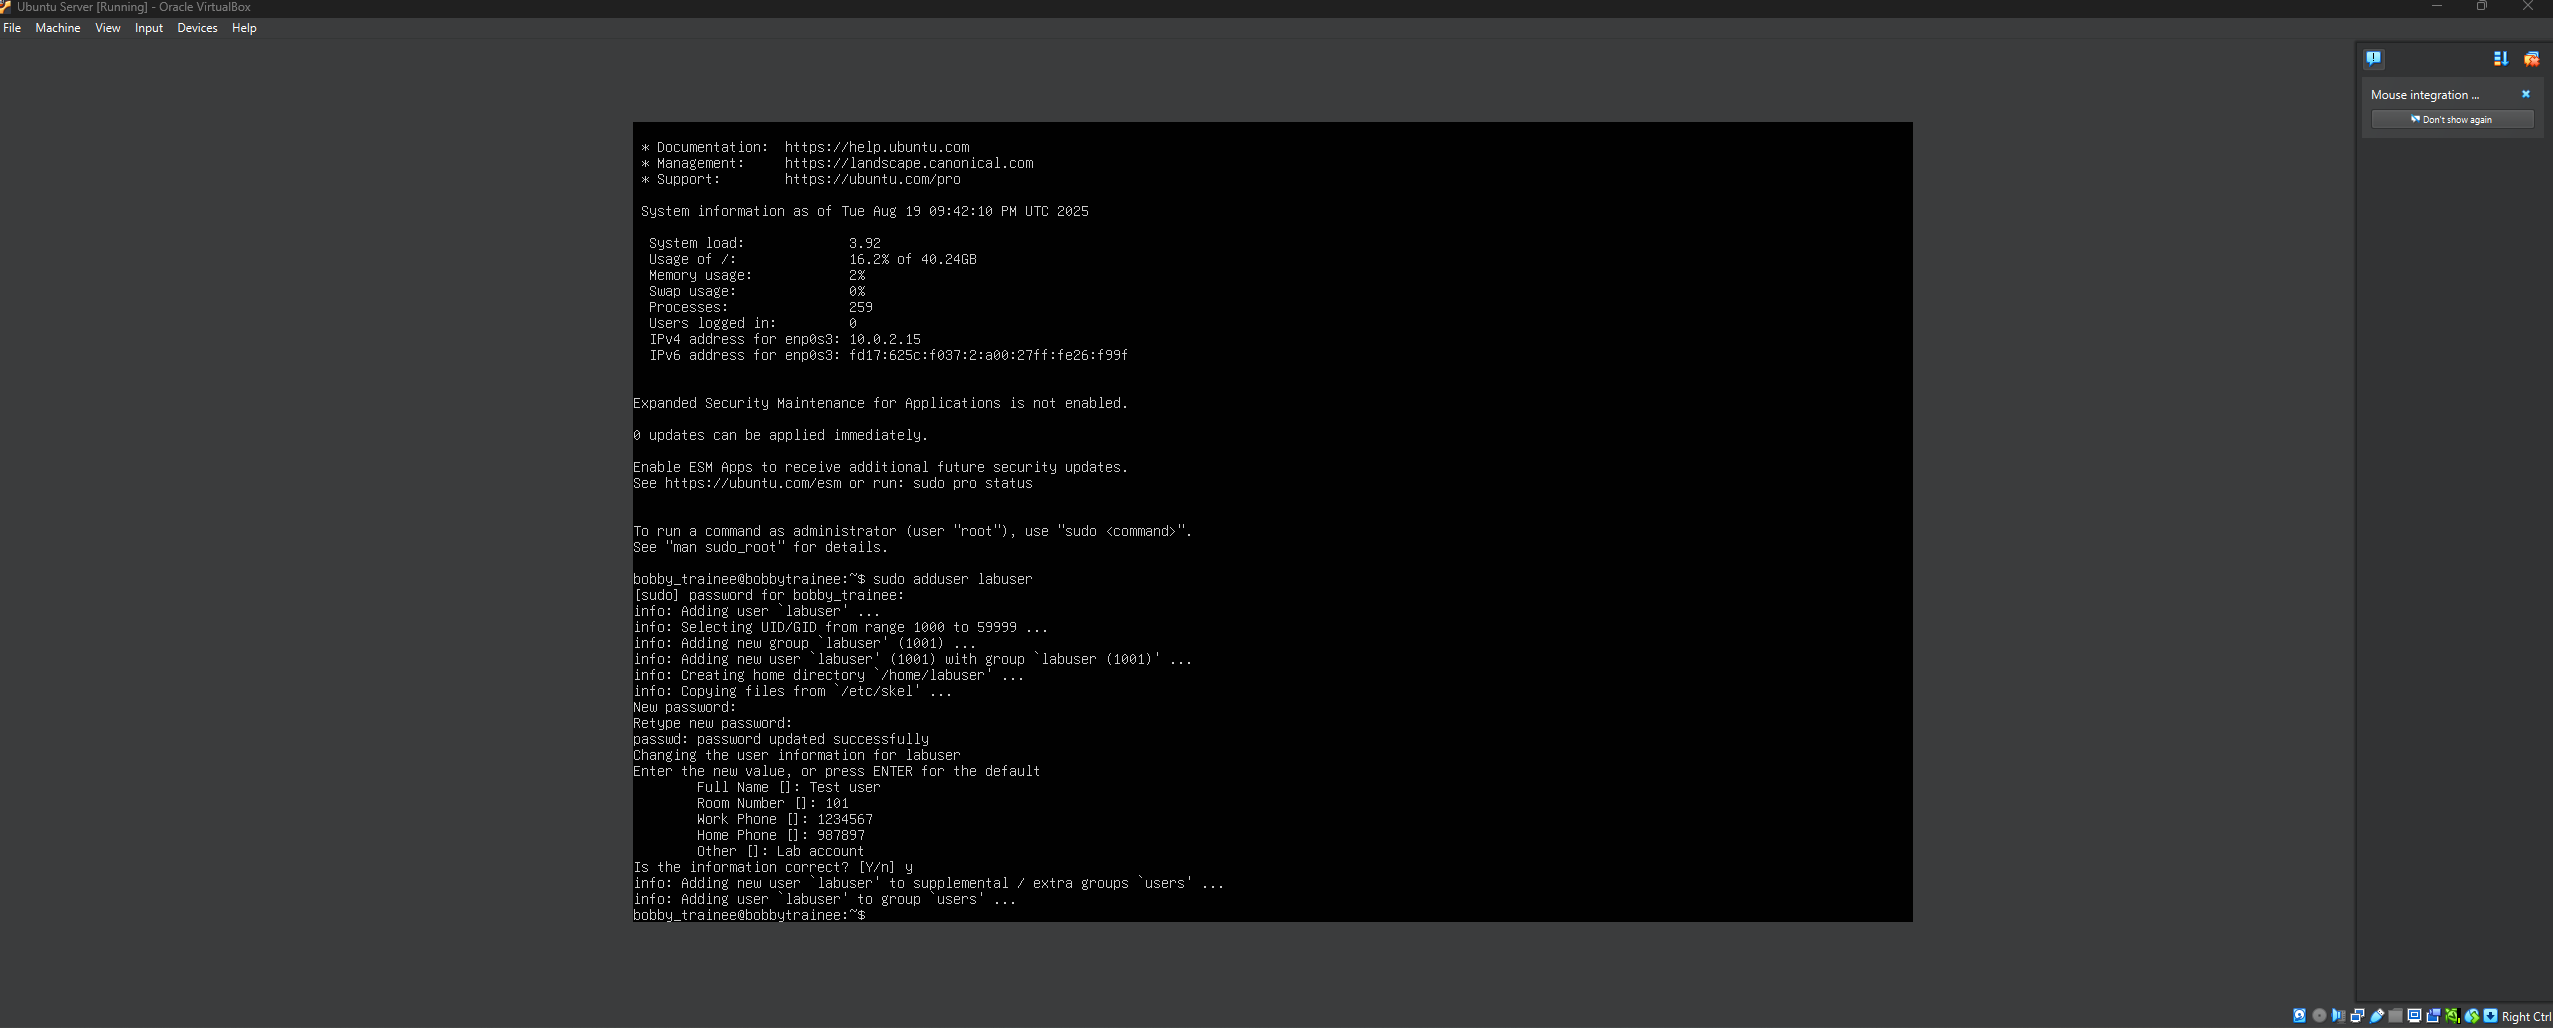 Ubuntu Server [Running] - Oracle VirtualBox
File Machine View Input Devices Help
Mouse integration ...
Don't show again
* Documentation:  https://help.ubuntu.com
* Management:     https://landscape.canonical.com
* Support:        https://ubuntu.com/pro
System information as of Tue Aug 19 09:42:10 PM UTC 2025
System load:             3.92
Usage of /:              16.2% of 40.24GB
Memory usage:            2%
Swap usage:              0%
Processes:               259
Users logged in:         0
IPv4 address for enp0s3: 10.0.2.15
IPv6 address for enp0s3: fd17:625c:f037:2:a00:27ff:fe26:f99f
Expanded Security Maintenance for Applications is not enabled.
0 updates can be applied immediately.
Enable ESM Apps to receive additional future security updates.
See https://ubuntu.com/esm or run: sudo pro status
To run a command as administrator (user "root"), use "sudo <command>".
See "man sudo_root" for details.
bobby_trainee@bobbytrainee:~$ sudo adduser labuser
[sudo] password for bobby_trainee:
info: Adding user `labuser' ...
info: Selecting UID/GID from range 1000 to 59999 ...
info: Adding new group `labuser' (1001) ...
info: Adding new user `labuser' (1001) with group `labuser (1001)' ...
info: Creating home directory `/home/labuser' ...
info: Copying files from `/etc/skel' ...
New password:
Retype new password:
passwd: password updated successfully
Changing the user information for labuser
Enter the new value, or press ENTER for the default
Full Name []: Test user
Room Number []: 101
Work Phone []: 1234567
Home Phone []: 987897
Other []: Lab account
Is the information correct? [Y/n] y
info: Adding new user `labuser' to supplemental / extra groups `users' ...
info: Adding user `labuser' to group `users' ...
bobby_trainee@bobbytrainee:~$
Right Ctrl